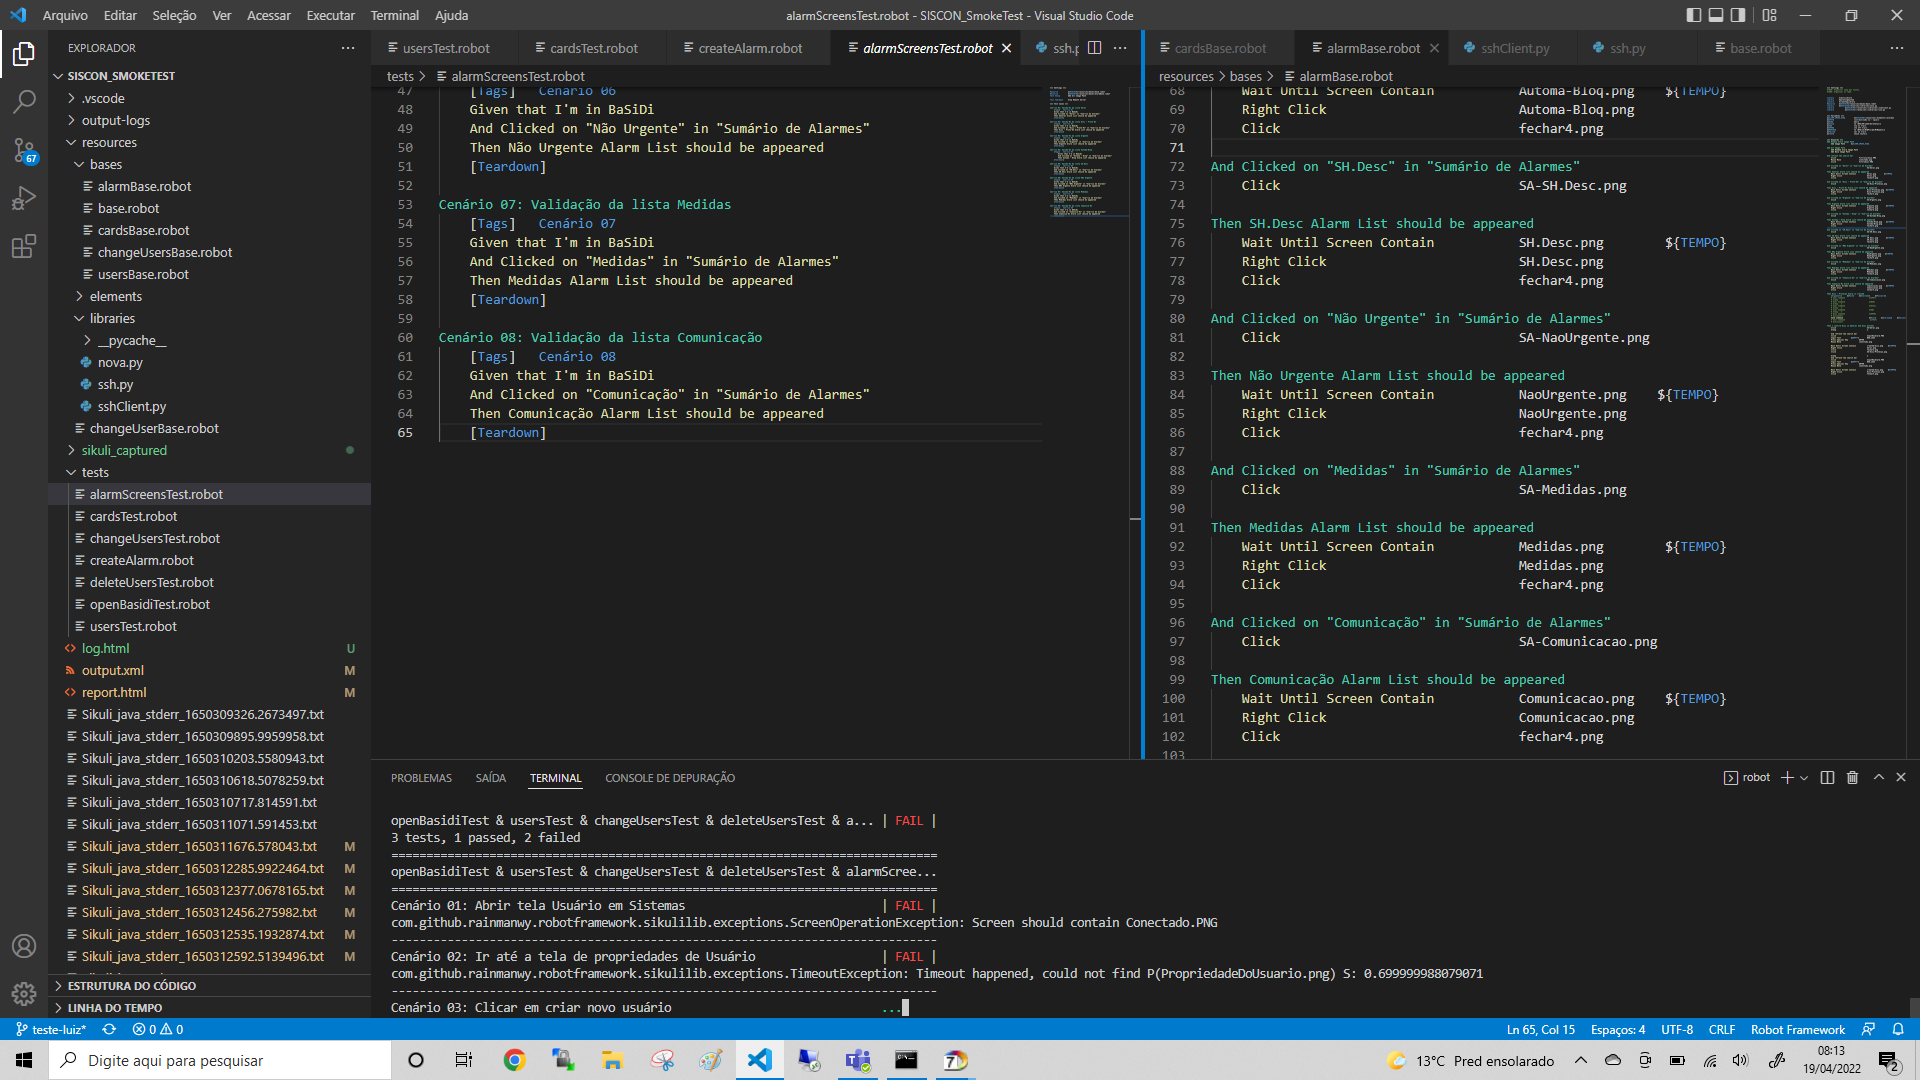 Arquivo Editar Seleção Ver Acessar Executar Terminal Ajuda
alarmScreensTest.robot - SISCON_SmokeTest - Visual Studio Code
EXPLORADOR
SISCON_SMOKETEST
.vscode
output-logs
resources
bases
alarmBase.robot
base.robot
cardsBase.robot
changeUsersBase.robot
usersBase.robot
elements
libraries
__pycache__
nova.py
ssh.py
sshClient.py
changeUserBase.robot
sikuli_captured
tests
alarmScreensTest.robot
cardsTest.robot
changeUsersTest.robot
createAlarm.robot
deleteUsersTest.robot
openBasidiTest.robot
usersTest.robot
log.html U
output.xml M
report.html M
Sikuli_java_stderr_1650309326.2673497.txt
Sikuli_java_stderr_1650309895.9959958.txt
Sikuli_java_stderr_1650310203.5580943.txt
Sikuli_java_stderr_1650310618.5078259.txt
Sikuli_java_stderr_1650310717.814591.txt
Sikuli_java_stderr_1650311071.591453.txt
Sikuli_java_stderr_1650311676.578043.txt M
Sikuli_java_stderr_1650312285.9922464.txt M
Sikuli_java_stderr_1650312377.0678165.txt M
Sikuli_java_stderr_1650312456.275982.txt M
Sikuli_java_stderr_1650312535.1932874.txt M
Sikuli_java_stderr_1650312592.5139496.txt M
ESTRUTURA DO CÓDIGO
LINHA DO TEMPO
67
usersTest.robot cardsTest.robot createAlarm.robot alarmScreensTest.robot ssh.p
tests > alarmScreensTest.robot
47 [Tags] Cenário 06
48 Given that I'm in BaSiDi
49 And Clicked on "Não Urgente" in "Sumário de Alarmes"
50 Then Não Urgente Alarm List should be appeared
51 [Teardown]
52
53 Cenário 07: Validação da lista Medidas
54 [Tags] Cenário 07
55 Given that I'm in BaSiDi
56 And Clicked on "Medidas" in "Sumário de Alarmes"
57 Then Medidas Alarm List should be appeared
58 [Teardown]
59
60 Cenário 08: Validação da lista Comunicação
61 [Tags] Cenário 08
62 Given that I'm in BaSiDi
63 And Clicked on "Comunicação" in "Sumário de Alarmes"
64 Then Comunicação Alarm List should be appeared
65 [Teardown]
cardsBase.robot alarmBase.robot sshClient.py ssh.py base.robot
resources > bases > alarmBase.robot
68 Wait Until Screen Contain Automa-Bloq.png ${TEMPO}
69 Right Click Automa-Bloq.png
70 Click fechar4.png
71
72 And Clicked on "SH.Desc" in "Sumário de Alarmes"
73 Click SA-SH.Desc.png
74
75 Then SH.Desc Alarm List should be appeared
76 Wait Until Screen Contain SH.Desc.png ${TEMPO}
77 Right Click SH.Desc.png
78 Click fechar4.png
79
80 And Clicked on "Não Urgente" in "Sumário de Alarmes"
81 Click SA-NaoUrgente.png
82
83 Then Não Urgente Alarm List should be appeared
84 Wait Until Screen Contain NaoUrgente.png ${TEMPO}
85 Right Click NaoUrgente.png
86 Click fechar4.png
87
88 And Clicked on "Medidas" in "Sumário de Alarmes"
89 Click SA-Medidas.png
90
91 Then Medidas Alarm List should be appeared
92 Wait Until Screen Contain Medidas.png ${TEMPO}
93 Right Click Medidas.png
94 Click fechar4.png
95
96 And Clicked on "Comunicação" in "Sumário de Alarmes"
97 Click SA-Comunicacao.png
98
99 Then Comunicação Alarm List should be appeared
100 Wait Until Screen Contain Comunicacao.png ${TEMPO}
101 Right Click Comunicacao.png
102 Click fechar4.png
103
PROBLEMAS SAÍDA TERMINAL CONSOLE DE DEPURAÇÃO
robot
openBasidiTest & usersTest & changeUsersTest & deleteUsersTest & a... | FAIL |
3 tests, 1 passed, 2 failed
==============================================================================
openBasidiTest & usersTest & changeUsersTest & deleteUsersTest & alarmScree...
==============================================================================
Cenário 01: Abrir tela Usuário em Sistemas | FAIL |
com.github.rainmanwy.robotframework.sikulilib.exceptions.ScreenOperationException: Screen should contain Conectado.PNG
------------------------------------------------------------------------------
Cenário 02: Ir até a tela de propriedades de Usuário | FAIL |
com.github.rainmanwy.robotframework.sikulilib.exceptions.TimeoutException: Timeout happened, could not find P(PropriedadeDoUsuario.png) S: 0.699999988079071
------------------------------------------------------------------------------
Cenário 03: Clicar em criar novo usuário ...
teste-luiz* 0 0
Ln 65, Col 15 Espaços: 4 UTF-8 CRLF Robot Framework
Digite aqui para pesquisar
13°C Pred ensolarado
08:13
19/04/2022
2